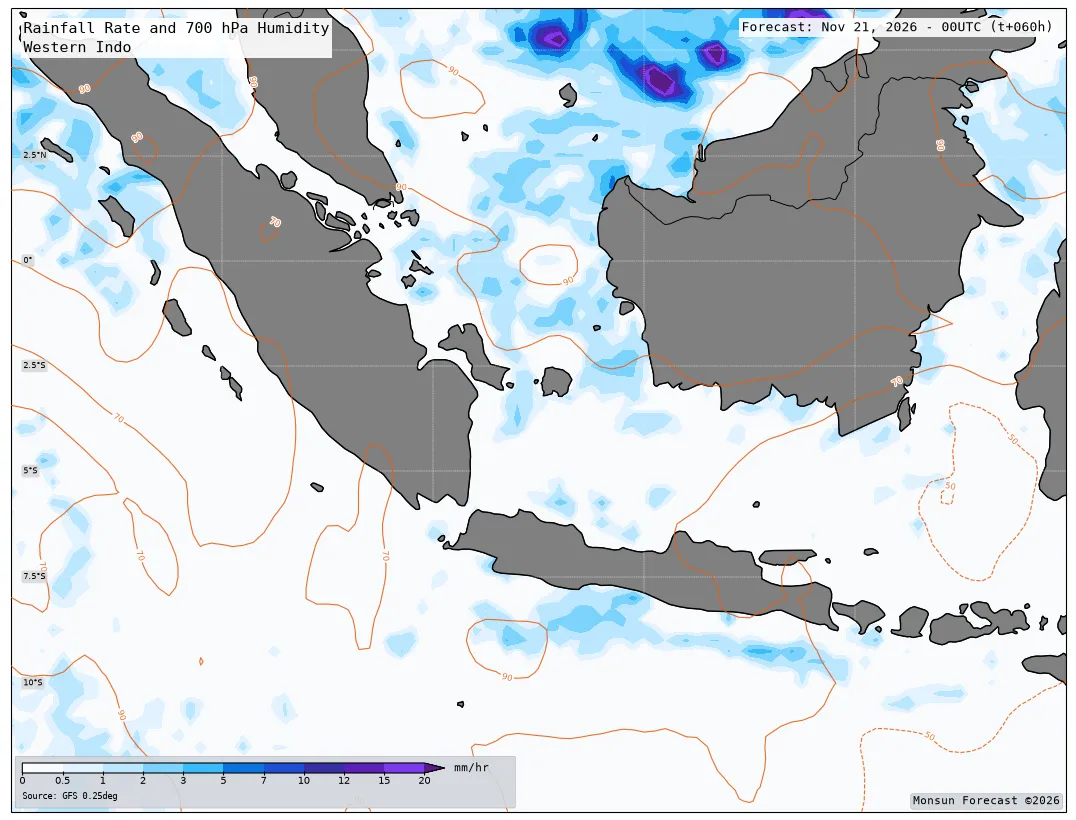 Rainfall Rate and 700 hPa Humidity
Western Indo
Forecast: Nov 21, 2026 - 00UTC (t+060h)
90
90
90
90
90
2.5°N
90
70
0°
90
2.5°S
70
70
50
5°S
50
70
70
70
7.5°S
90
10°S
90
50
mm/hr
0 0.5 1 2 3 5 7 10 12 15 20
Source: GFS 0.25deg
Monsun Forecast ©2026